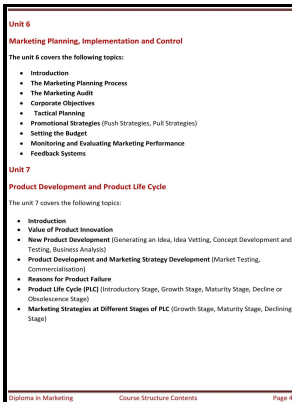 Unit 6
Marketing Planning, Implementation and Control
The unit 6 covers the following topics:
• Introduction
• The Marketing Planning Process
• The Marketing Audit
• Corporate Objectives
• Tactical Planning
• Promotional Strategies (Push Strategies, Pull Strategies)
• Setting the Budget
• Monitoring and Evaluating Marketing Performance
• Feedback Systems
Unit 7
Product Development and Product Life Cycle
The unit 7 covers the following topics:
• Introduction
• Value of Product Innovation
• New Product Development (Generating an Idea, Idea Vetting, Concept Development and
Testing, Business Analysis)
• Product Development and Marketing Strategy Development (Market Testing,
Commercialisation)
• Reasons for Product Failure
• Product Life Cycle (PLC) (Introductory Stage, Growth Stage, Maturity Stage, Decline or
Obsolescence Stage)
• Marketing Strategies at Different Stages of PLC (Growth Stage, Maturity Stage, Declining
Stage)
Diploma in Marketing Course Structure Contents Page 4